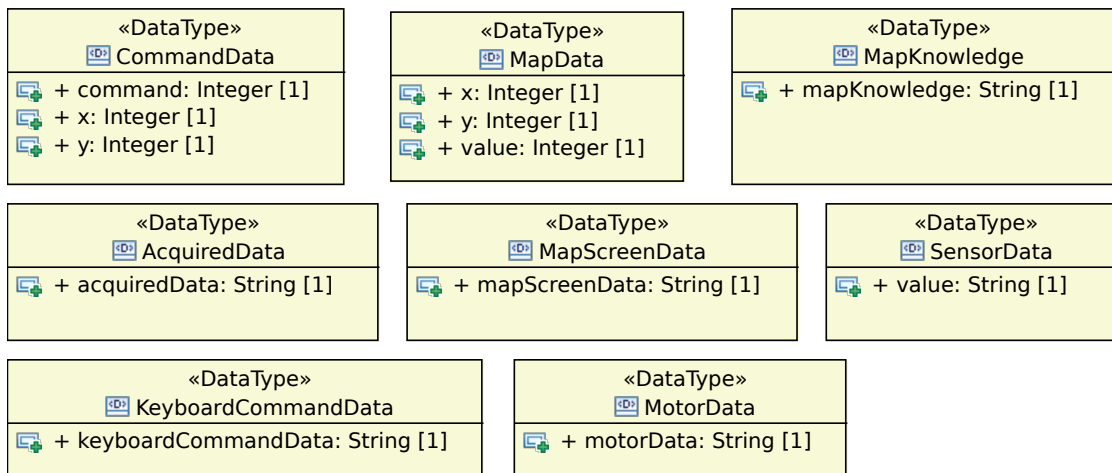 «DataType»
CommandData
+ command: Integer [1]
+ x: Integer [1]
+ y: Integer [1]
«DataType»
MapData
+ x: Integer [1]
+ y: Integer [1]
+ value: Integer [1]
«DataType»
MapKnowledge
+ mapKnowledge: String [1]
«DataType»
AcquiredData
+ acquiredData: String [1]
«DataType»
MapScreenData
+ mapScreenData: String [1]
«DataType»
SensorData
+ value: String [1]
«DataType»
KeyboardCommandData
+ keyboardCommandData: String [1]
«DataType»
MotorData
+ motorData: String [1]